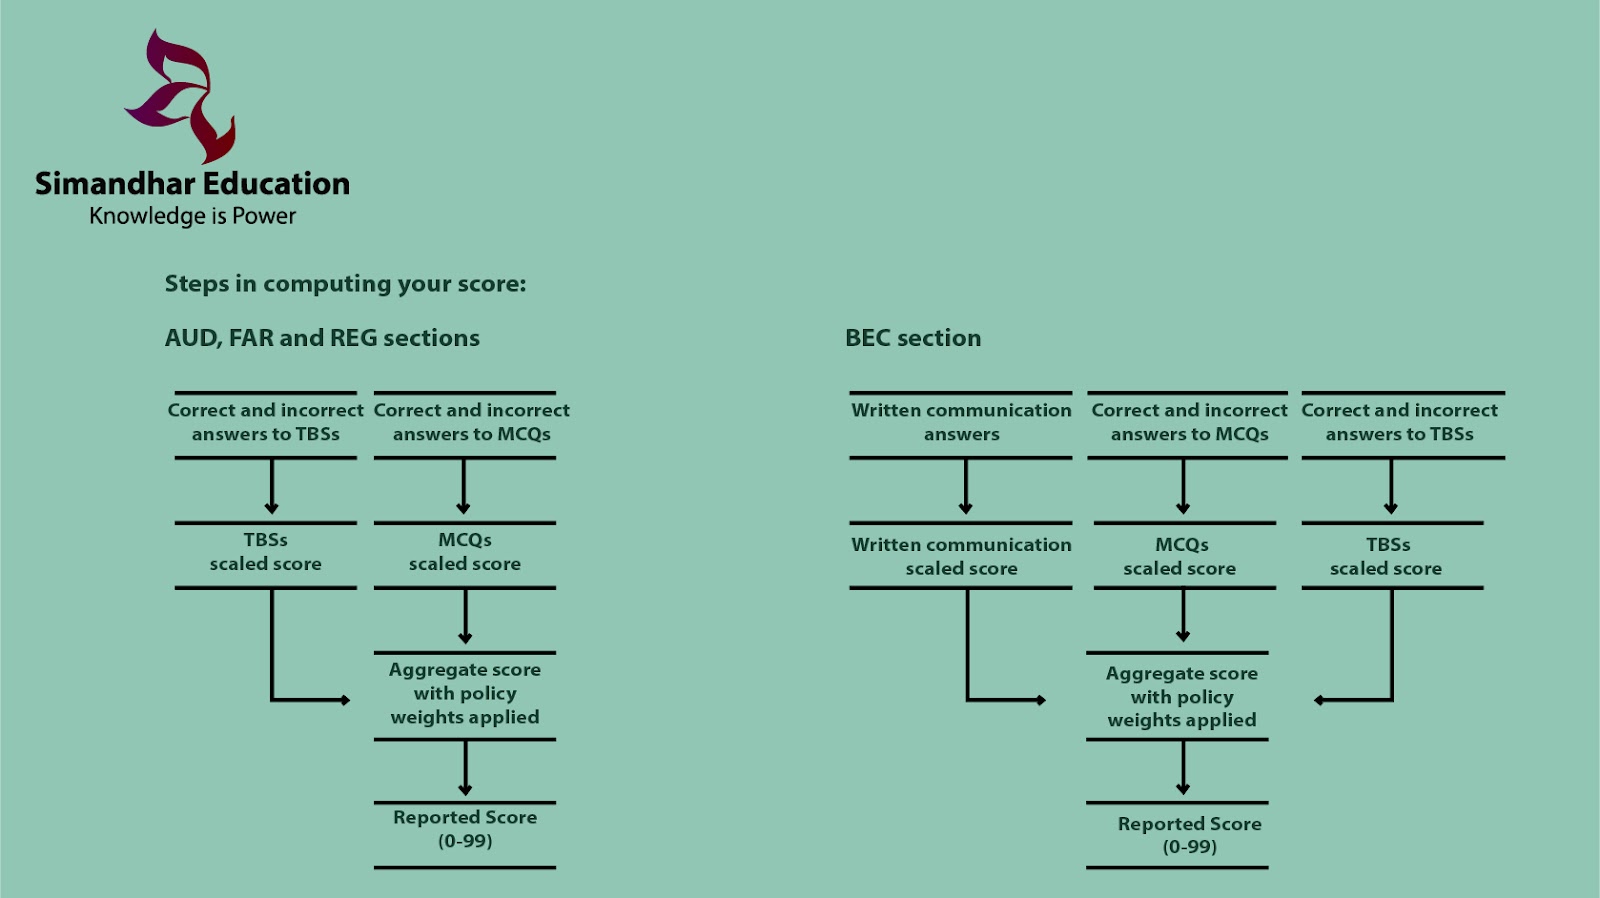 Simandhar Education
Knowledge is Power
Steps in computing your score:
AUD, FAR and REG sections
Correct and incorrect
answers to TBSs
Correct and incorrect
answers to MCQs
TBSs
scaled score
MCQs
scaled score
Aggregate score
with policy
weights applied
Reported Score
(0-99)
BEC section
Written communication
answers
Correct and incorrect
answers to MCQs
Correct and incorrect
answers to TBSs
Written communication
scaled score
MCQs
scaled score
TBSs
scaled score
Aggregate score
with policy
weights applied
Reported Score
(0-99)